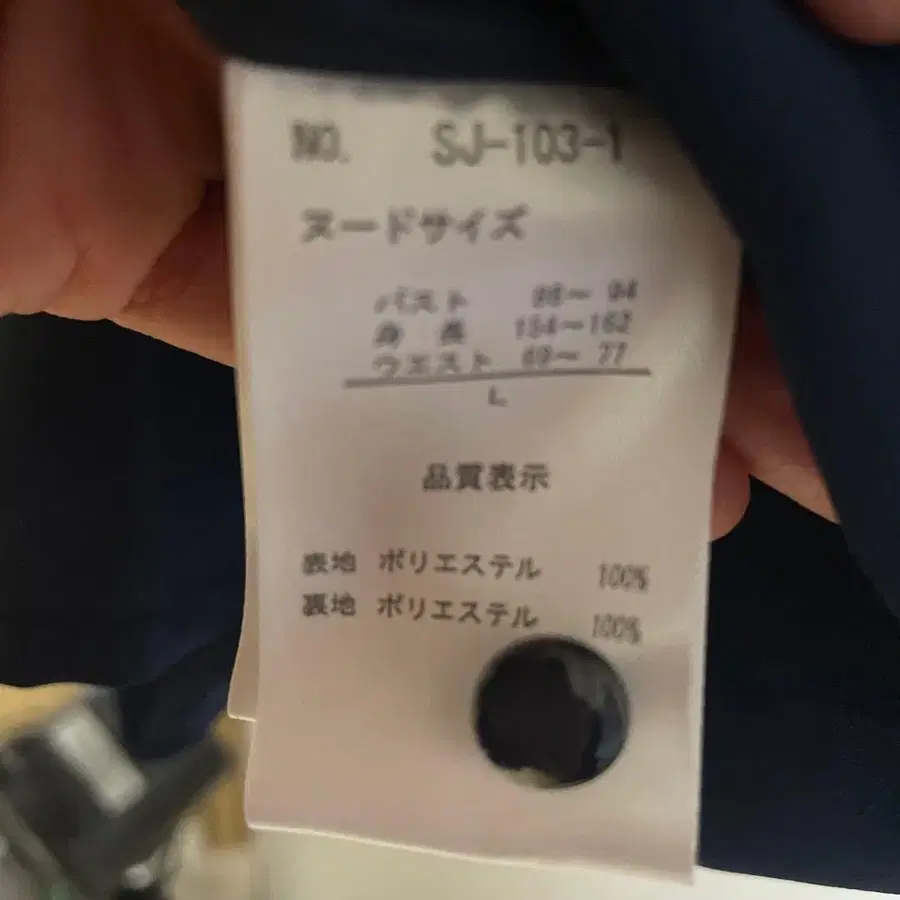 NO. SJ-103-1
ヌードサイズ
バスト 86〜 94
身 長 154〜162
ウエスト 69〜 77
L
品質表示
表地 ポリエステル 100%
裏地 ポリエステル 100%